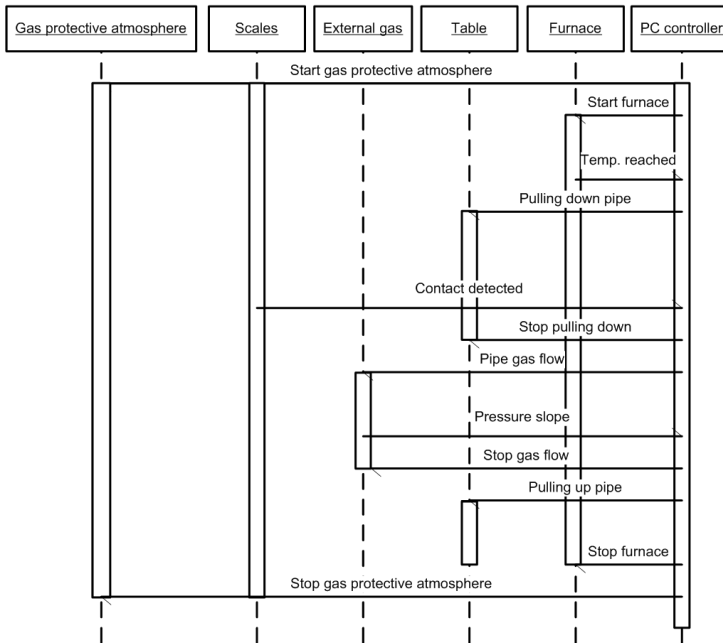 Gas protective atmosphere
Scales
External gas
Table
Furnace
PC controller
Start gas protective atmosphere
Start furnace
Temp. reached
Pulling down pipe
Contact detected
Stop pulling down
Pipe gas flow
Pressure slope
Stop gas flow
Pulling up pipe
Stop furnace
Stop gas protective atmosphere